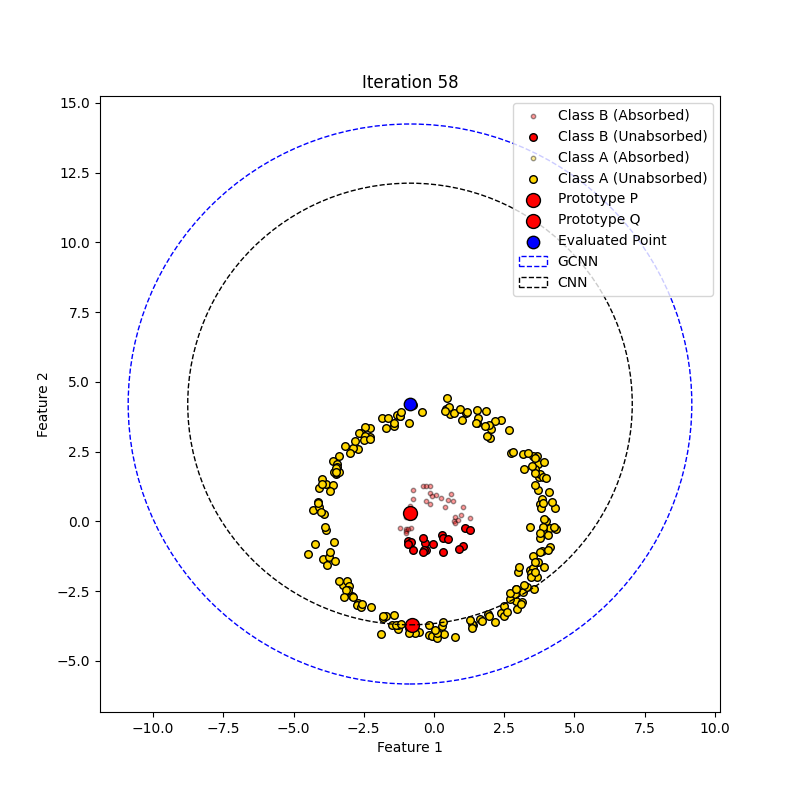 Iteration 58
Class B (Absorbed)
Class B (Unabsorbed)
Class A (Absorbed)
Class A (Unabsorbed)
Prototype P
Prototype Q
Evaluated Point
GCNN
CNN
15.0
12.5
10.0
7.5
5.0
2.5
0.0
−2.5
−5.0
Feature 2
−10.0 −7.5 −5.0 −2.5 0.0 2.5 5.0 7.5 10.0
Feature 1